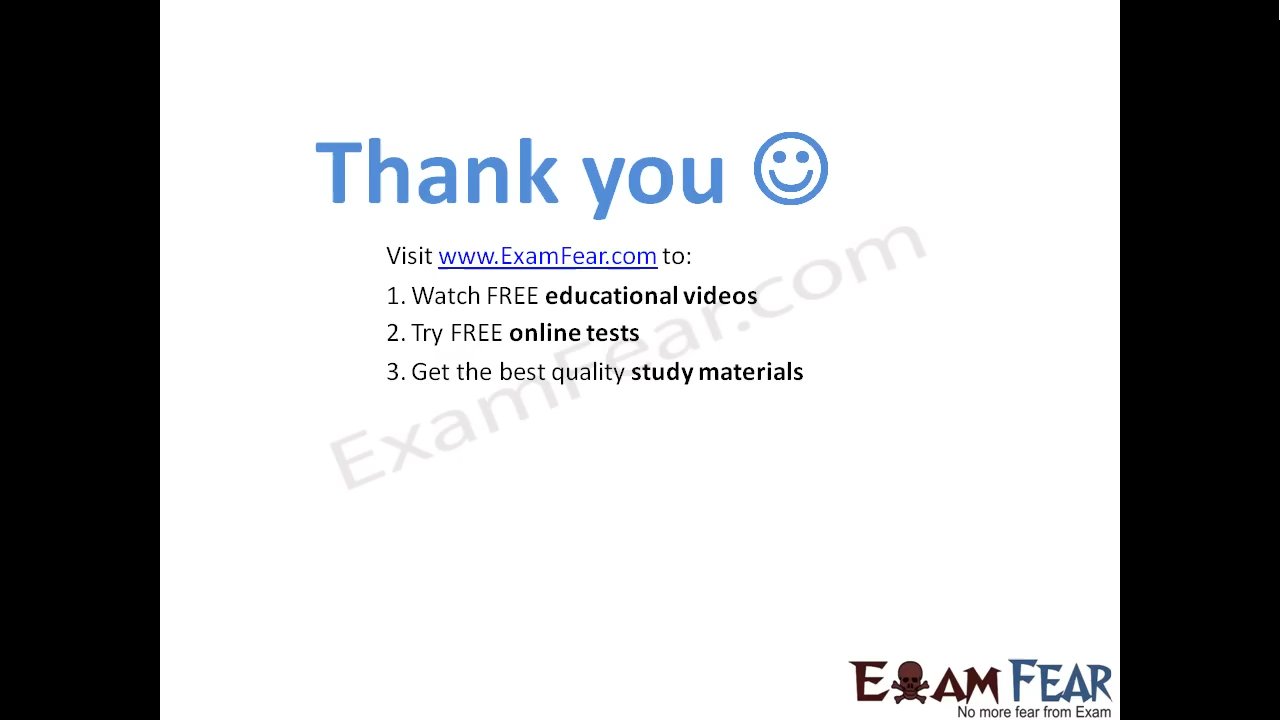 Thank you ☺
Visit www.ExamFear.com to:
1. Watch FREE educational videos
2. Try FREE online tests
3. Get the best quality study materials
ExamFear.com
EXAM FEAR
No more fear from Exam